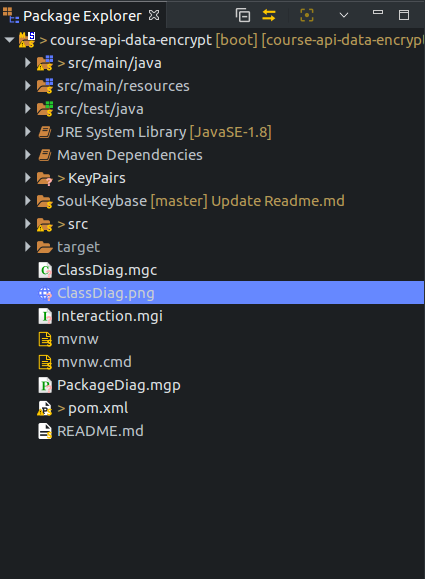 Package Explorer
> course-api-data-encrypt [boot] [course-api-data-encrypt
> src/main/java
src/main/resources
src/test/java
JRE System Library [JavaSE-1.8]
Maven Dependencies
> KeyPairs
Soul-Keybase [master] Update Readme.md
> src
target
ClassDiag.mgc
ClassDiag.png
Interaction.mgi
mvnw
mvnw.cmd
PackageDiag.mgp
> pom.xml
README.md